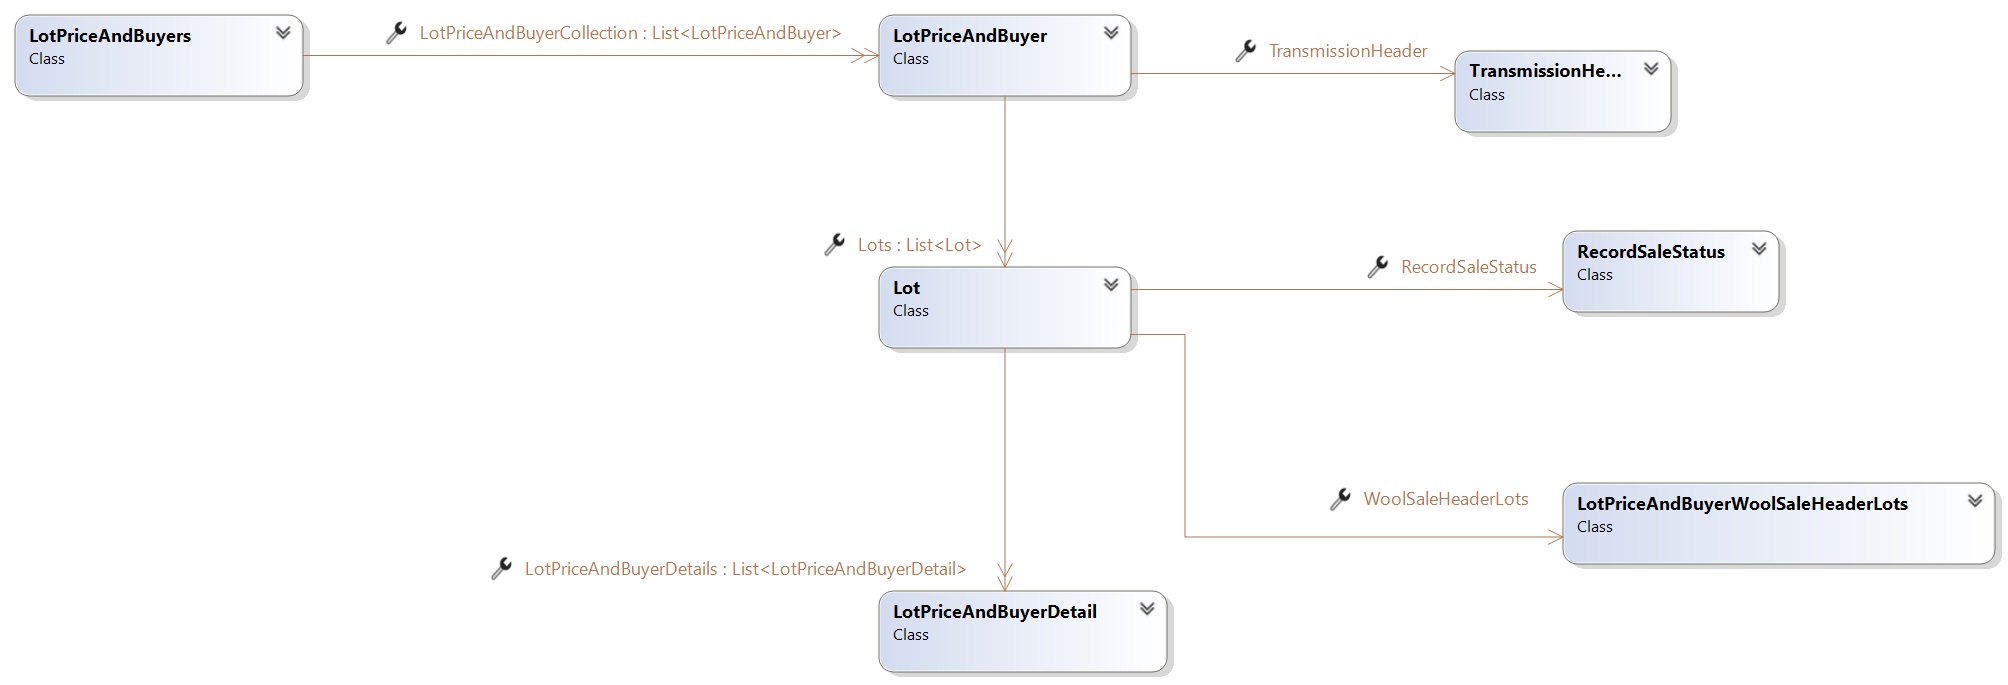 LotPriceAndBuyers
Class
LotPriceAndBuyerCollection : List<LotPriceAndBuyer>
LotPriceAndBuyer
Class
TransmissionHeader
TransmissionHe...
Class
Lots : List<Lot>
Lot
Class
RecordSaleStatus
RecordSaleStatus
Class
WoolSaleHeaderLots
LotPriceAndBuyerWoolSaleHeaderLots
Class
LotPriceAndBuyerDetails : List<LotPriceAndBuyerDetail>
LotPriceAndBuyerDetail
Class